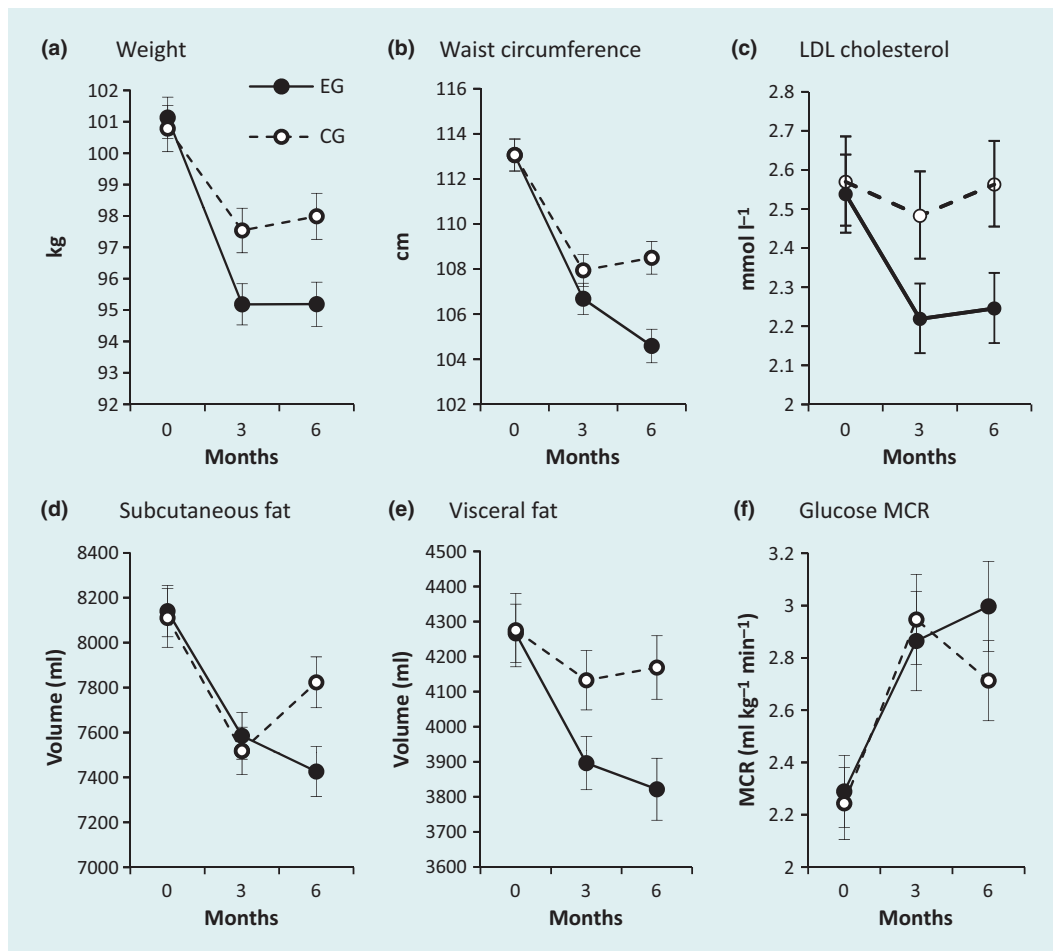 (a) Weight
EG
CG
102
101
100
99
98
97
96
95
94
93
92
kg
0 3 6
Months
(b) Waist circumference
116
114
112
110
108
106
104
102
cm
0 3 6
Months
(c) LDL cholesterol
2.8
2.7
2.6
2.5
2.4
2.3
2.2
2.1
2
mmol l⁻¹
0 3 6
Months
(d) Subcutaneous fat
8400
8200
8000
7800
7600
7400
7200
7000
Volume (ml)
0 3 6
Months
(e) Visceral fat
4500
4400
4300
4200
4100
4000
3900
3800
3700
3600
Volume (ml)
0 3 6
Months
(f) Glucose MCR
3.2
3
2.8
2.6
2.4
2.2
2
MCR (ml kg⁻¹ min⁻¹)
0 3 6
Months